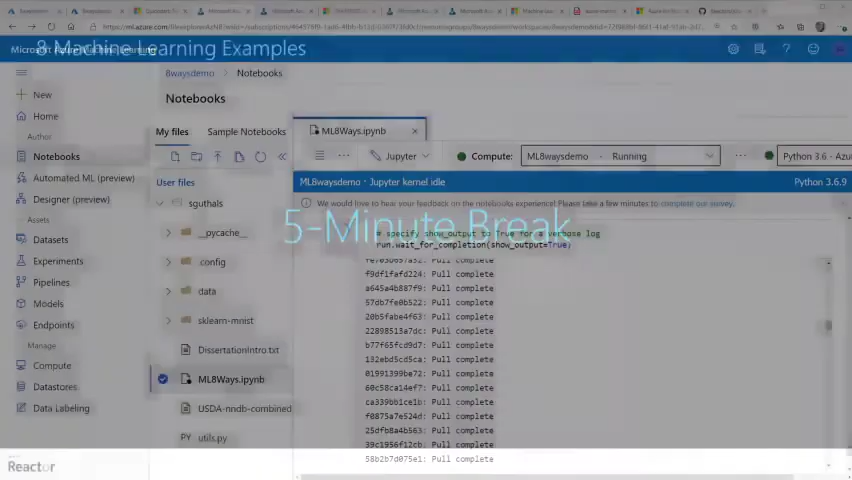 8 Machine Learning Examples
Microsoft Azure Machine Learning
8waysdemo > Notebooks
New
Notebooks
Home
Author
My files
Sample Notebooks
ML8Ways.ipynb
Notebooks
Jupyter
Compute:
ML8waysdemo - Running
Python 3.6 - Azu
Automated ML (preview)
User files
ML8waysdemo · Jupyter kernel idle
Python 3.6.9
Designer (preview)
sguthals
We would love to hear your feedback on the notebooks experience! Please take a few minutes to complete our survey.
Assets
5-Minute Break
Datasets
__pycache__
# specify show_output to True for a verbose log
run.wait_for_completion(show_output=True)
Experiments
.config
Pull complete
f9df1fafd224: Pull complete
Pipelines
data
a645a4b887f9: Pull complete
Models
57db7fe0b522: Pull complete
Endpoints
sklearn-mnist
20b5fabe4f63: Pull complete
22898513a7dc: Pull complete
Manage
DissertationIntro.txt
b77f65fcd9d7: Pull complete
Compute
132ebd5cd5ca: Pull complete
Datastores
ML8Ways.ipynb
01991399be72: Pull complete
60c58ca14ef7: Pull complete
Data Labeling
USDA-nndb-combined
ca339bb1ce1b: Pull complete
f0875a7e524d: Pull complete
utils.py
25dfb8a4b563: Pull complete
39c1956f12cb: Pull complete
58b2b7d075e1: Pull complete
Reactor